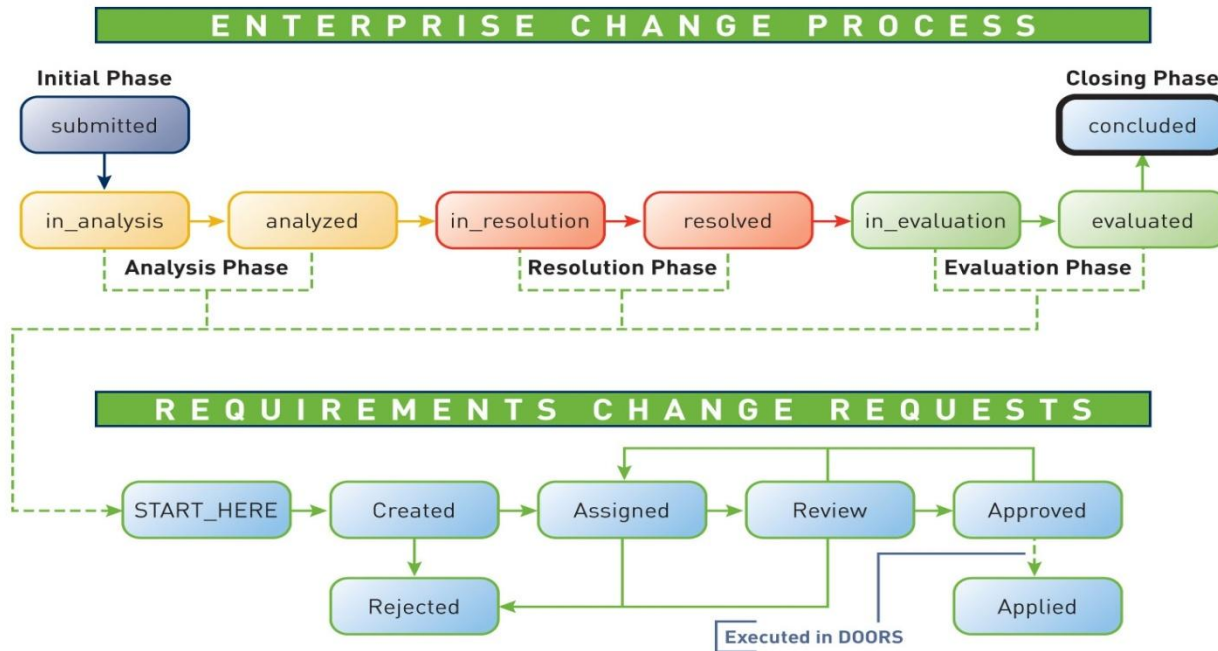 ENTERPRISE CHANGE PROCESS
Initial Phase
Closing Phase
submitted
concluded
in_analysis
analyzed
in_resolution
resolved
in_evaluation
evaluated
Analysis Phase
Resolution Phase
Evaluation Phase
REQUIREMENTS CHANGE REQUESTS
START_HERE
Created
Assigned
Review
Approved
Rejected
Applied
Executed in DOORS